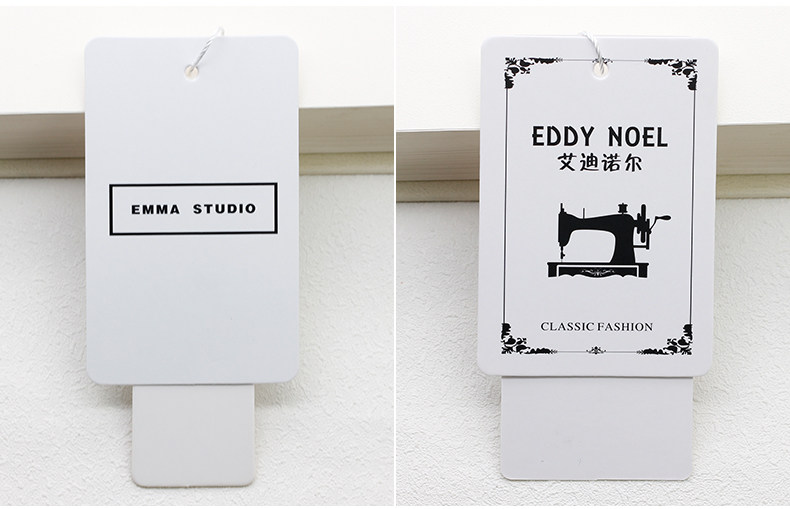 EMMA STUDIO
EDDY NOEL
艾迪诺尔
CLASSIC FASHION